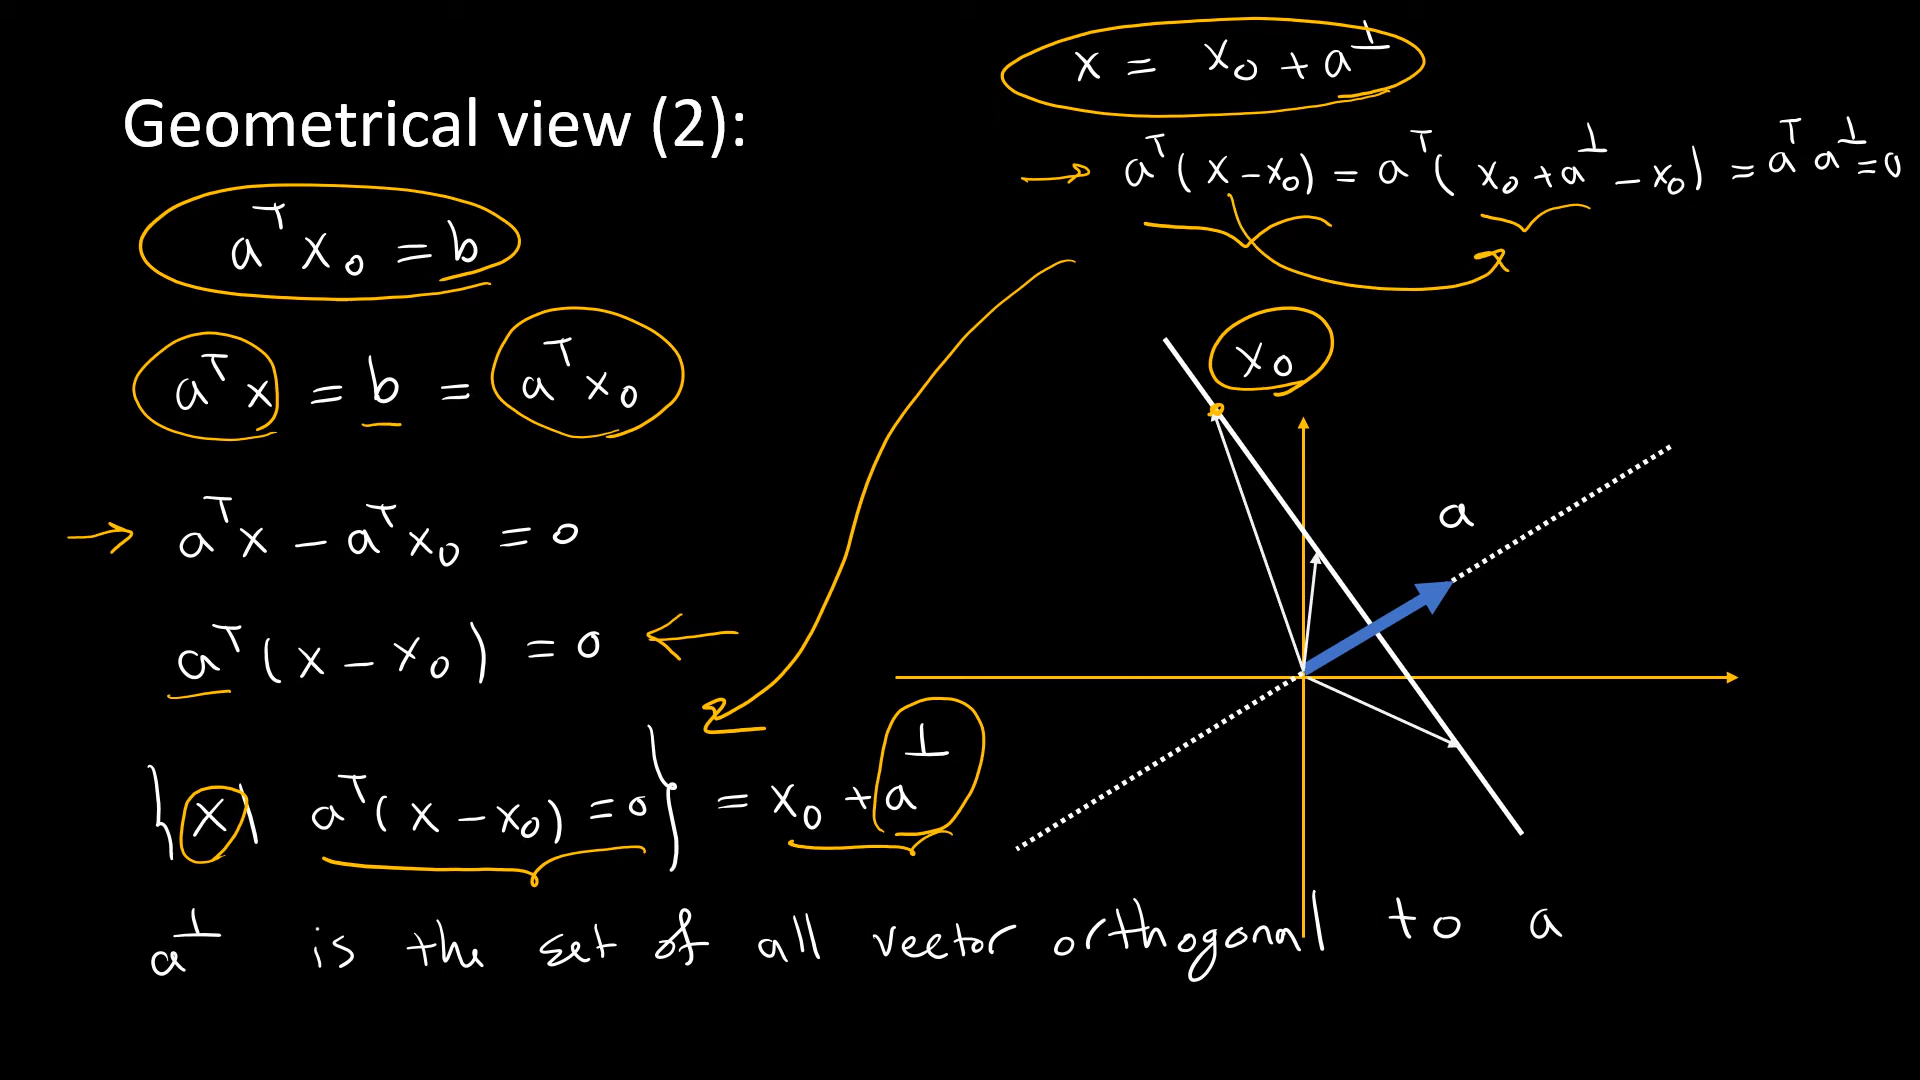 x = x₀ + a^⊥
Geometrical view (2):
→ aᵀ(x − x₀) = aᵀ(x₀ + a^⊥ − x₀) = aᵀa^⊥ = 0
aᵀx₀ = b
aᵀx = b = aᵀx₀
x₀
a
→ aᵀx − aᵀx₀ = 0
aᵀ(x − x₀) = 0 ←
{x \ aᵀ(x − x₀) = 0} = x₀ + a^⊥
a^⊥ is the set of all vector orthogonal to a